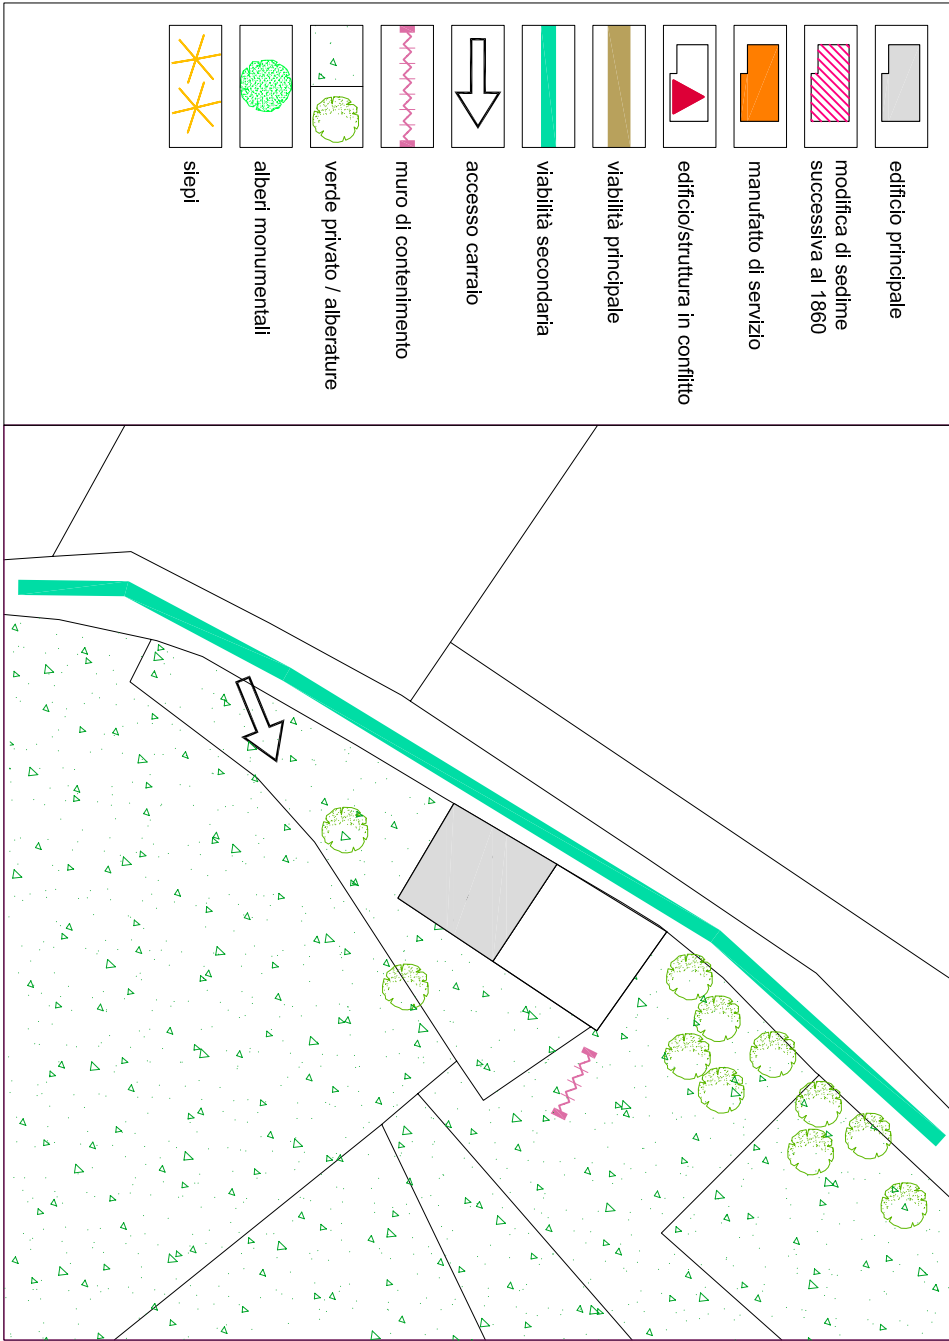 edificio principale
modifica di sedime
successiva al 1860
manufatto di servizio
edificio/struttura in conflitto
viabilità principale
viabilità secondaria
accesso carraio
muro di contenimento
verde privato / alberature
alberi monumentali
siepi